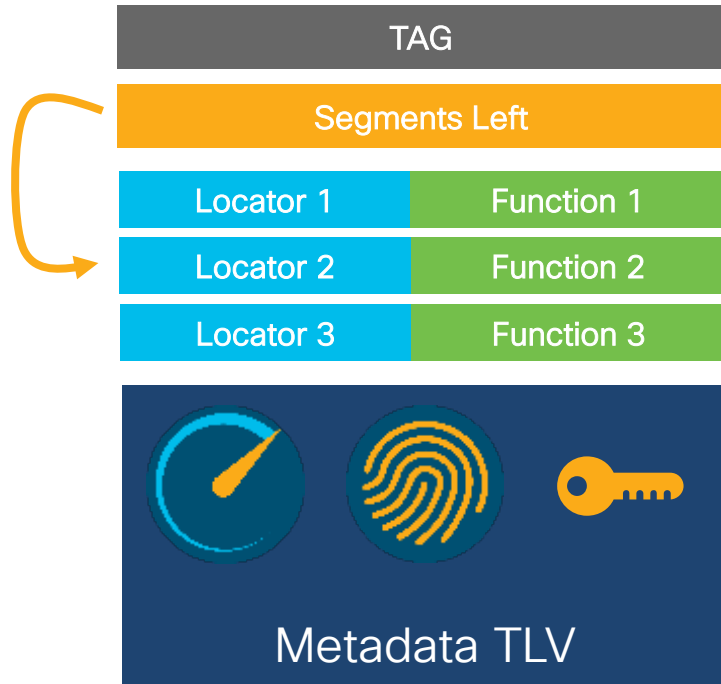 TAG
Segments Left
Locator 1 Function 1
Locator 2 Function 2
Locator 3 Function 3
Metadata TLV